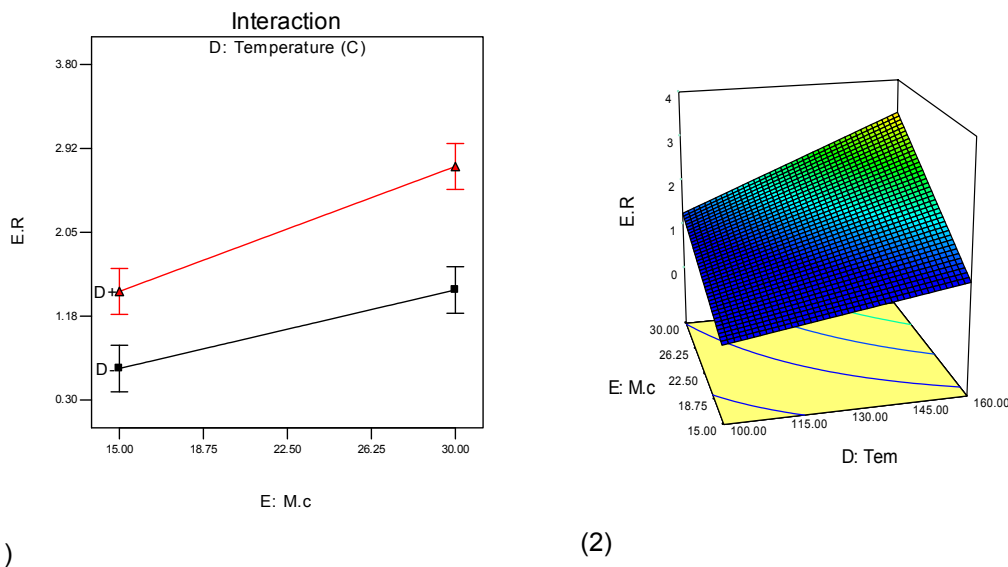 Interaction
D: Temperature (C)
3.80
2.92
2.05
1.18
0.30
E.R
D+
D-
15.00 18.75 22.50 26.25 30.00
E: M.c
)
4
3
2
1
0
E.R
30.00
26.25
22.50
18.75
15.00
E: M.c
100.00 115.00 130.00 145.00 160.00
D: Tem
(2)